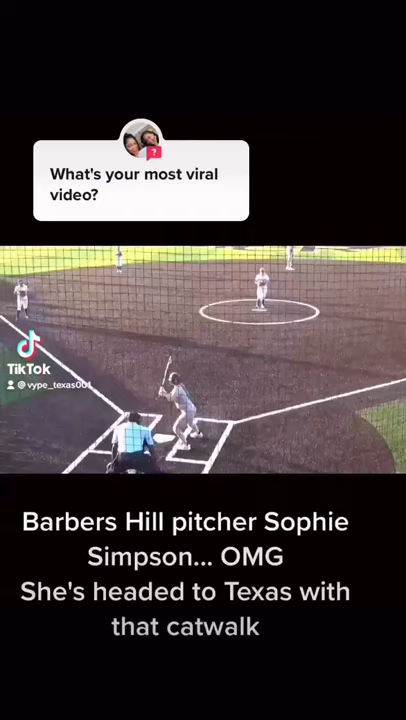 What's your most viral
video?
TikTok
@vype_texas001
Barbers Hill pitcher Sophie
Simpson... OMG
She's headed to Texas with
that catwalk